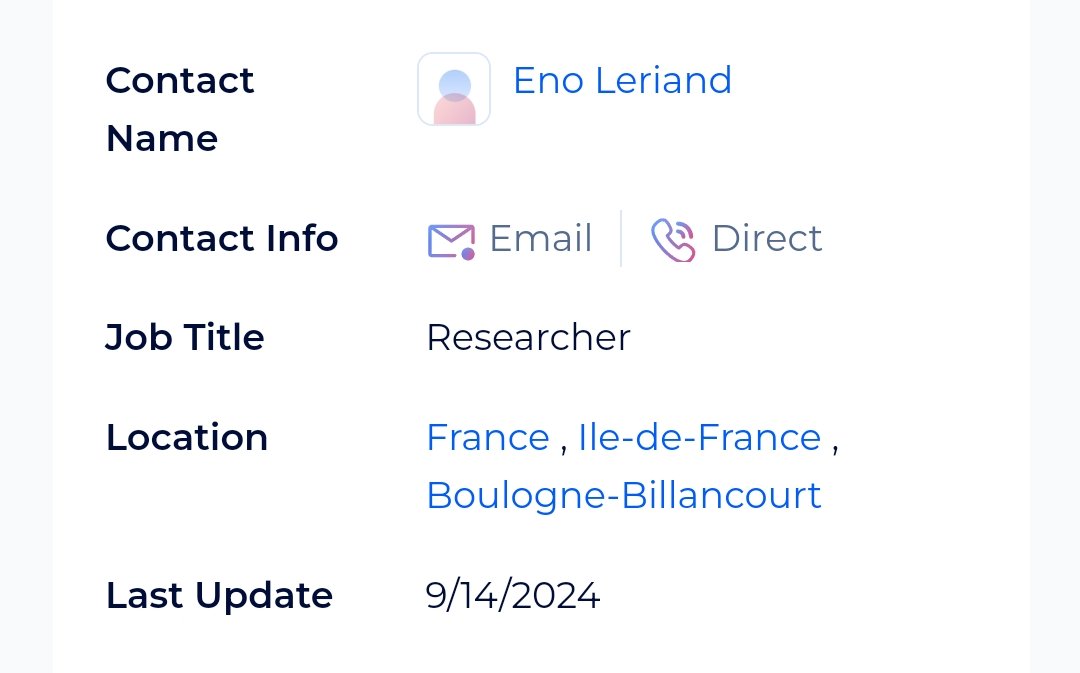 Contact Name
Eno Leriand
Contact Info
Email
Direct
Job Title
Researcher
Location
France , Ile-de-France ,
Boulogne-Billancourt
Last Update
9/14/2024